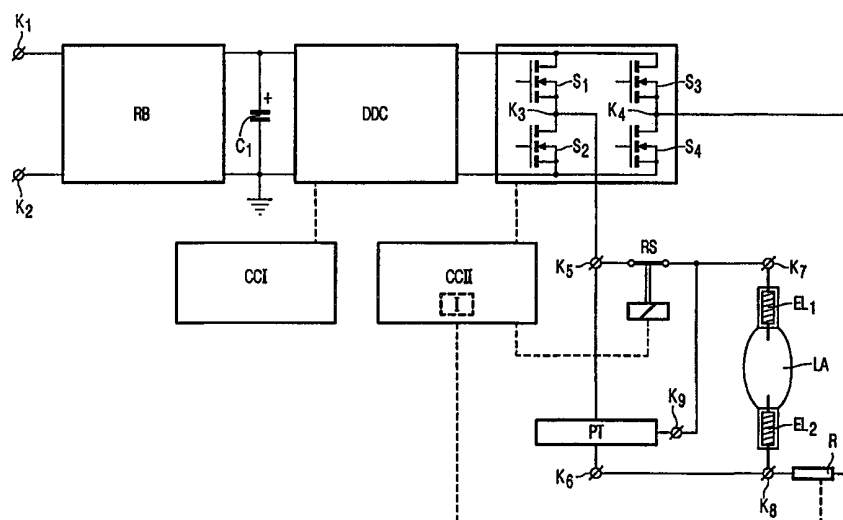 K1
RB
C1
+
DDC
S1
S3
K3
K4
S2
S4
K2
CCI
CCII
I
K5
RS
K7
EL1
LA
K9
PT
EL2
R
K6
K8